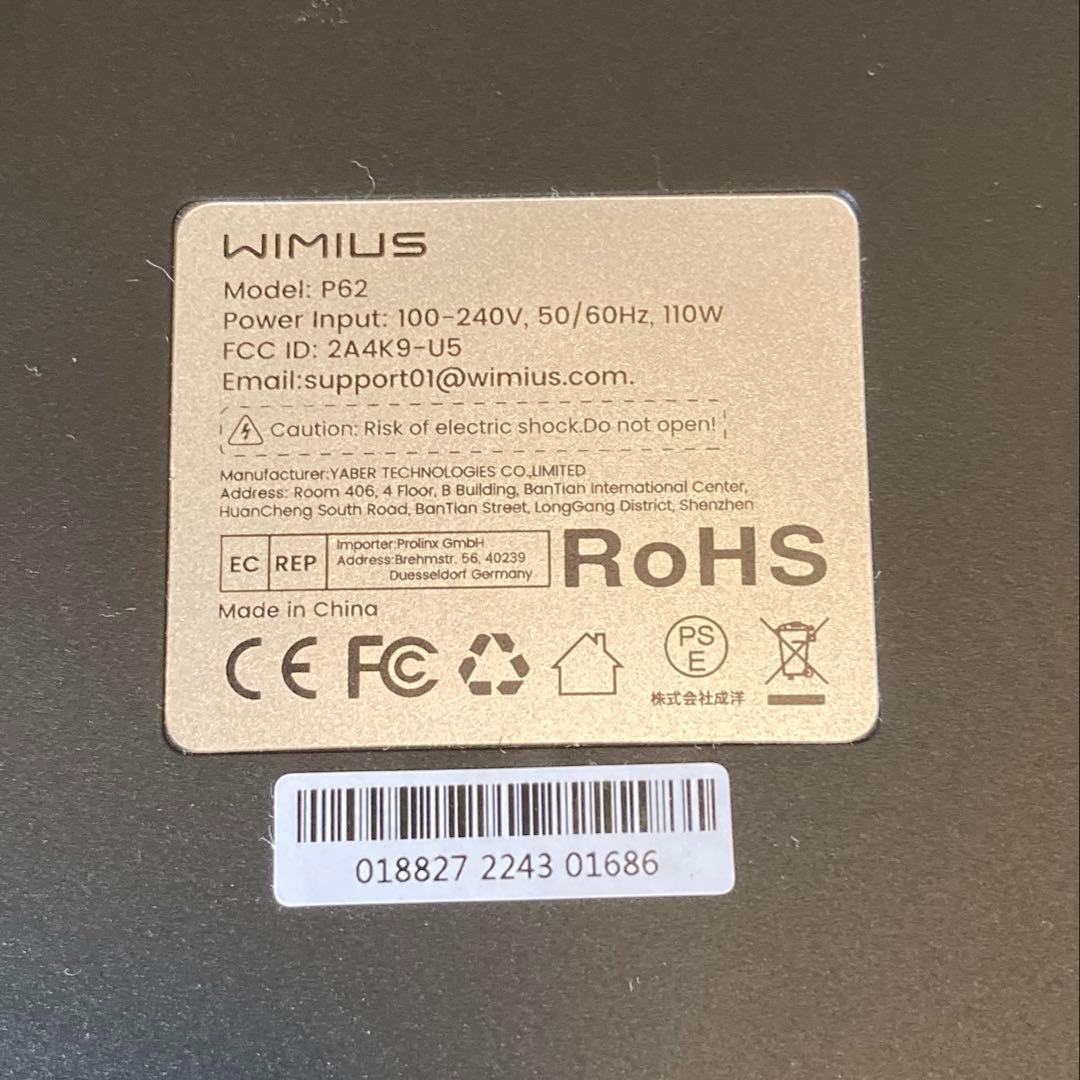 WIMIUS
Model: P62
Power Input: 100-240V, 50/60Hz, 110W
FCC ID: 2A4K9-U5
Email:support01@wimius.com.
Caution: Risk of electric shock.Do not open!
Manufacturer:YABER TECHNOLOGIES CO.,LIMITED
Address: Room 406, 4 Floor, B Building, BanTian International Center,
HuanCheng South Road, BanTian Street, LongGang District, Shenzhen
EC REP
Importer:Prolinx GmbH
Address:Brehmstr. 56, 40239
Duesseldorf Germany
RoHS
Made in China
CE FC
PS
E
株式会社成洋
018827 2243 01686